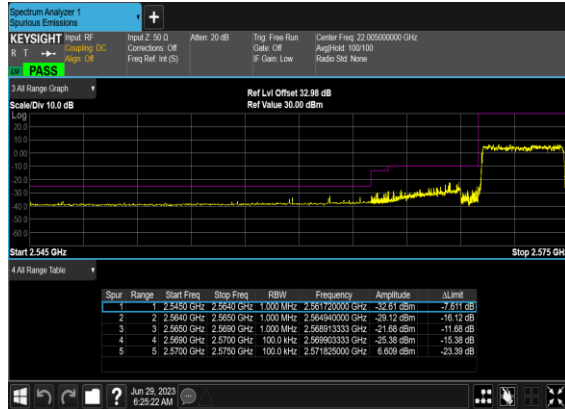 Spectrum Analyzer 1
Spurious Emissions
+
KEYSIGHT Input: RF Input Z: 50 Ω Atten: 20 dB Trig: Free Run Center Freq: 22.005000000 GHz
R T Coupling: DC Corrections: Off Gate: Off Avg|Hold: 100/100
Align: Off Freq Ref: Int (S) IF Gain: Low Radio Std: None
PASS
3 All Range Graph
Ref Lvl Offset 32.98 dB
Scale/Div 10.0 dB Ref Value 30.00 dBm
Log
20.0
10.0
0.00
-10.0
-20.0
-30.0
-40.0
-60.0
Start 2.545 GHz Stop 2.575 GHz
4 All Range Table
Spur Range Start Freq Stop Freq RBW Frequency Amplitude ΔLimit
1 1 2.5450 GHz 2.5640 GHz 1.000 MHz 2.561720000 GHz -32.61 dBm -7.611 dB
2 2 2.5640 GHz 2.5650 GHz 1.000 MHz 2.564940000 GHz -29.12 dBm -16.12 dB
3 3 2.5650 GHz 2.5690 GHz 1.000 MHz 2.568913333 GHz -21.68 dBm -11.68 dB
4 4 2.5690 GHz 2.5700 GHz 100.0 kHz 2.569903333 GHz -25.38 dBm -15.38 dB
5 5 2.5700 GHz 2.5750 GHz 100.0 kHz 2.571825000 GHz 6.609 dBm -23.39 dB
? Jun 29, 2023
6:25:22 AM